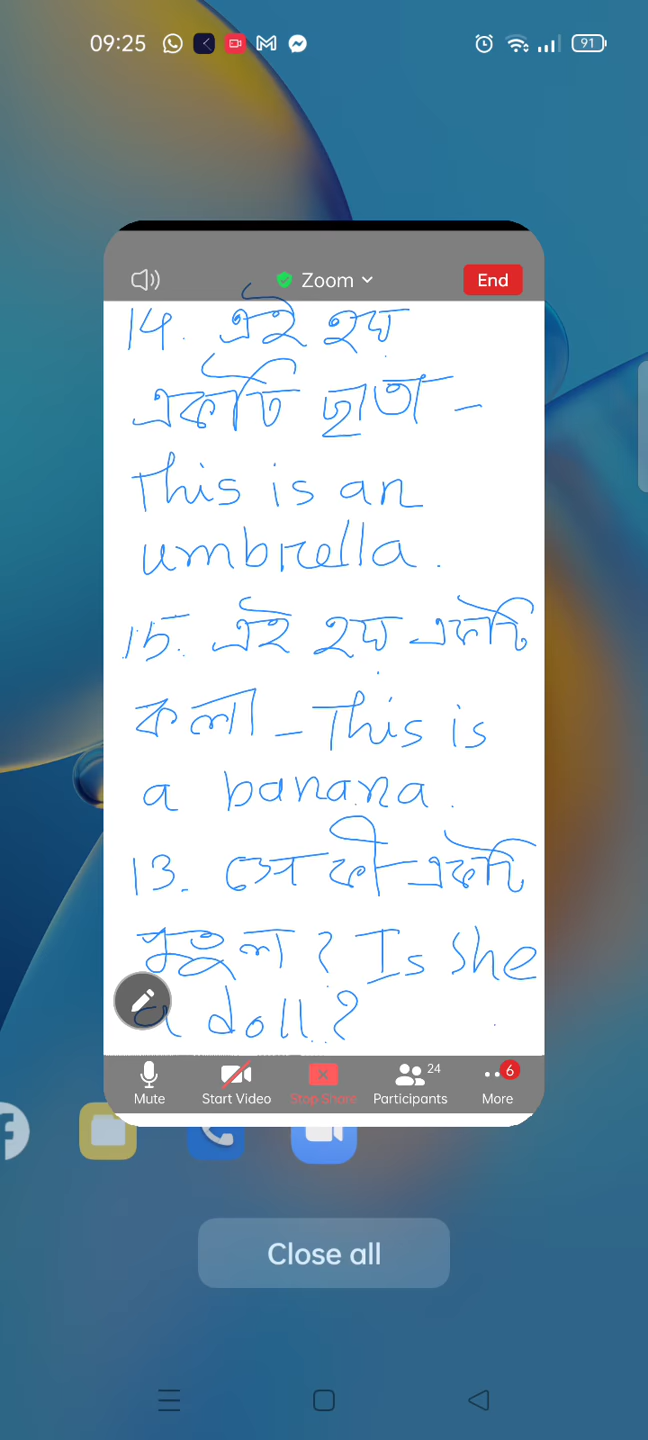 09:25
91
Zoom
End
14. এই হয়
একটি ছাতা -
This is an
umbrella.
15. এই হয় একটি
কলা - This is
a banana.
13. সে কী একটি
পুতুল? Is she
a doll?
Mute Start Video Stop Share Participants 24 More 6
Close all